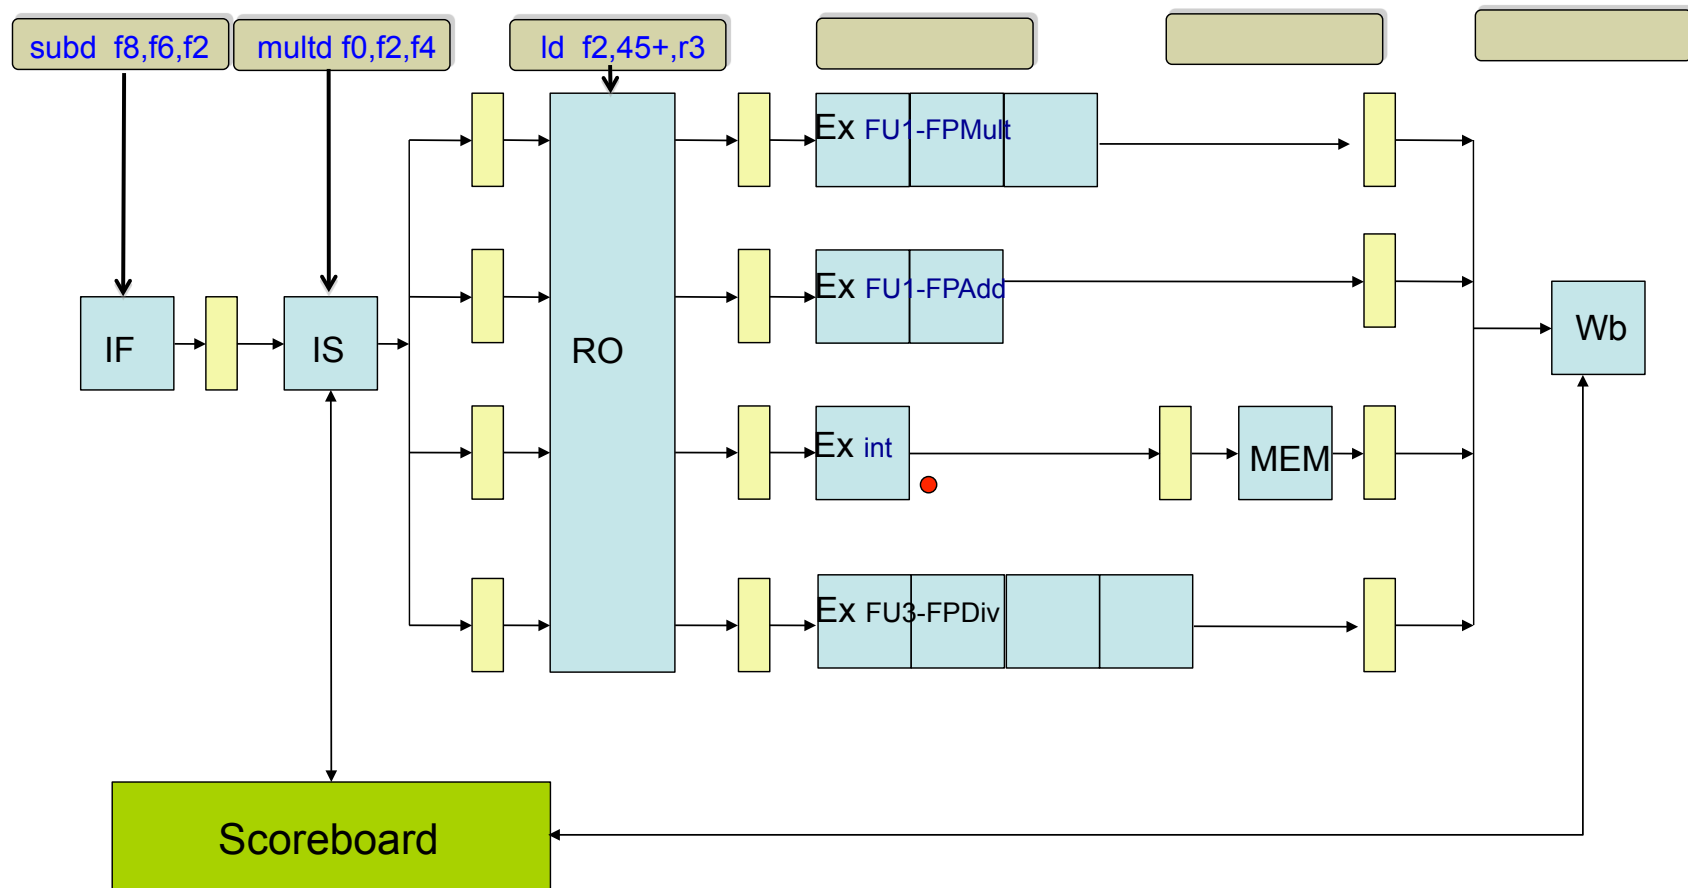 subd f8,f6,f2
multd f0,f2,f4
ld f2,45+,r3
Ex FU1-FPMult
Ex FU1-FPAdd
IF
IS
RO
Wb
Ex int
MEM
Ex FU3-FPDiv
Scoreboard